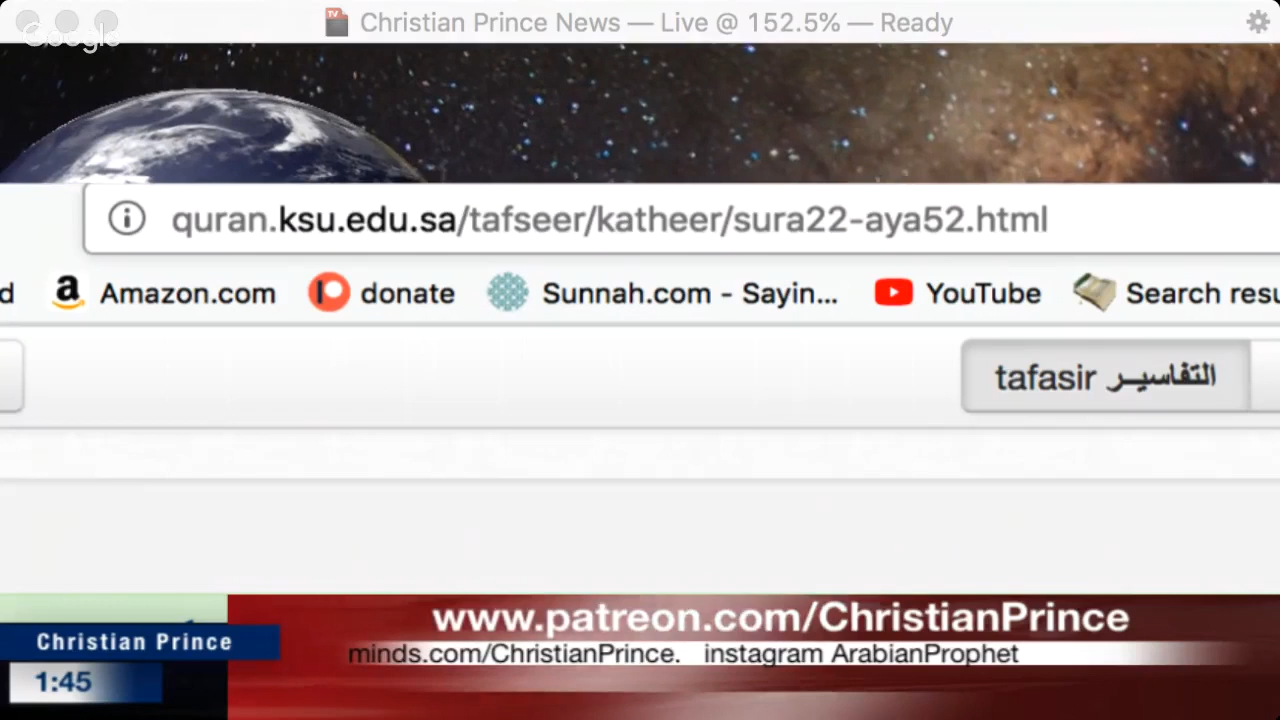 Christian Prince News — Live @ 152.5% — Ready
Google
quran.ksu.edu.sa/tafseer/katheer/sura22-aya52.html
d Amazon.com donate Sunnah.com - Sayin... YouTube Search resu
tafasir التفاسيـر
www.patreon.com/ChristianPrince
Christian Prince
minds.com/ChristianPrince. instagram ArabianProphet
1:45